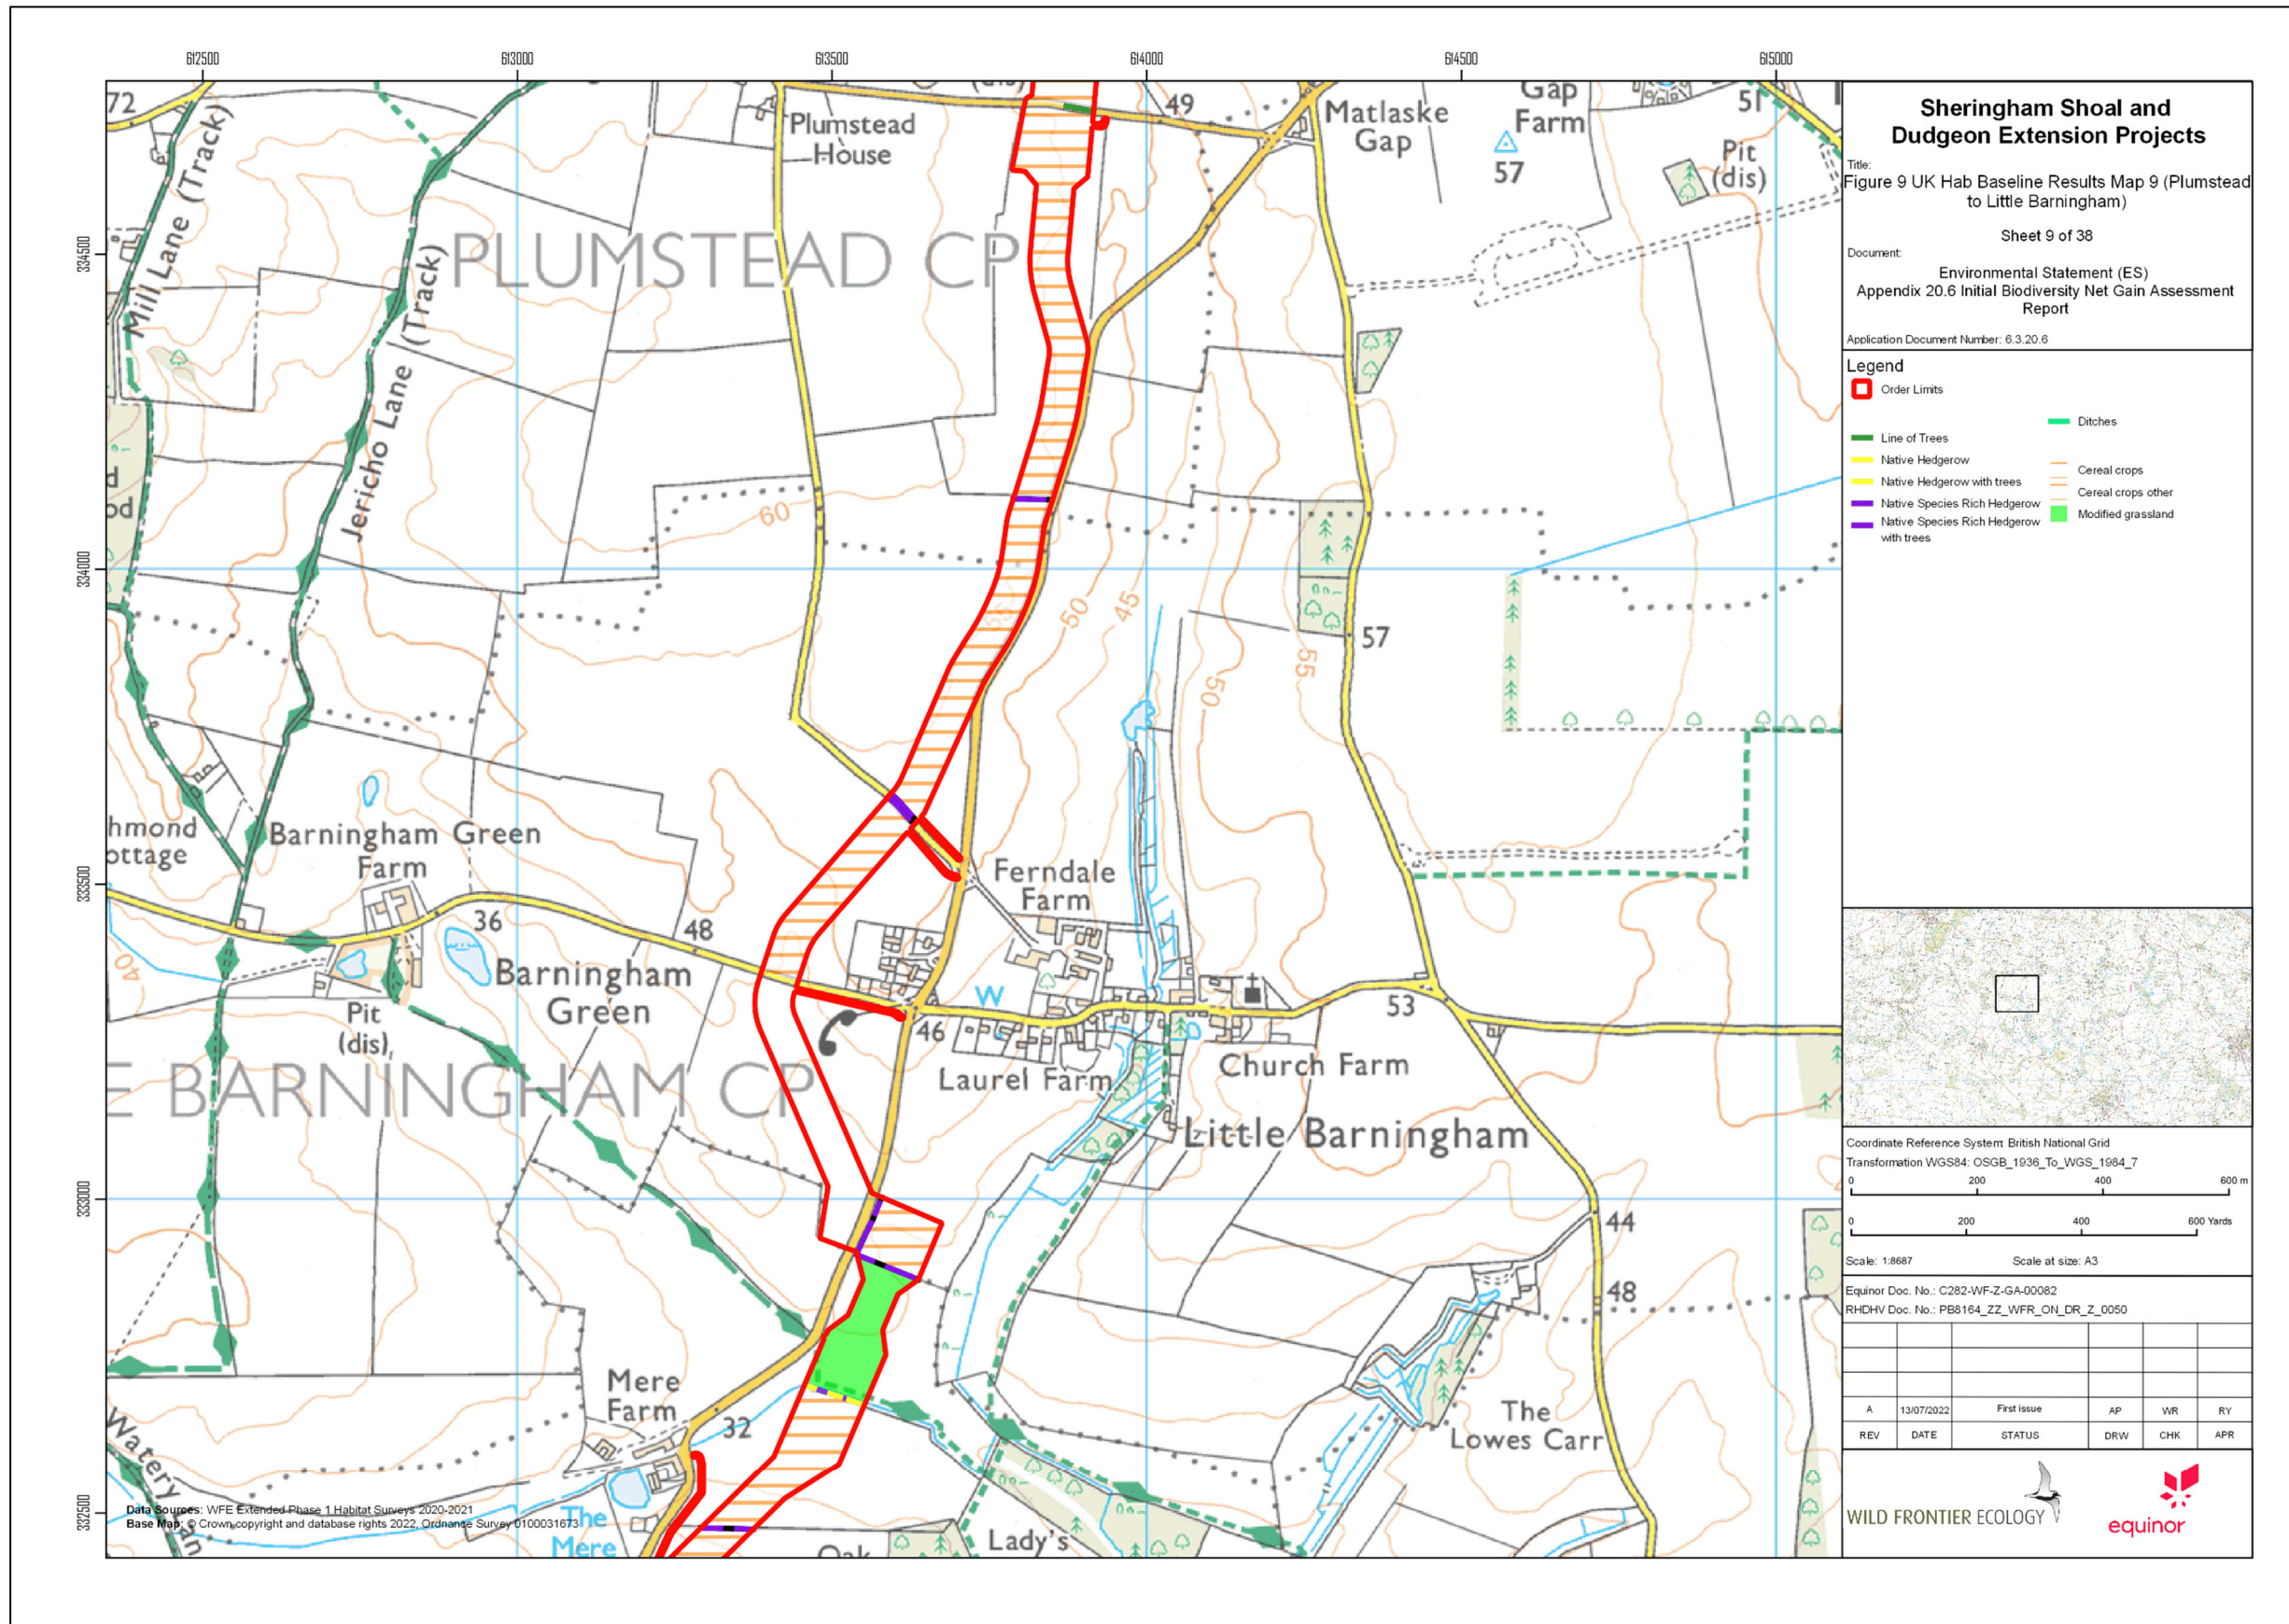 612500
613000
613500
614000
614500
615000
334500
334000
333500
333000
332500
72
Mill Lane (Track)
Jericho Lane (Track)
Plumstead
House
(dis)
49
Matlaske
Gap
Gap
Farm
57
51
Pit
(dis)
PLUMSTEAD CP
60
55
50
45
50
55
57
d
od
hmond
ottage
Barningham Green
Farm
36
48
Barningham
Green
Pit
(dis)
40
Ferndale
Farm
W
46
Laurel Farm
Church Farm
53
E BARNINGHAM CP
Little Barningham
44
48
Mere
Farm
32
The
Lowes Carr
Watery Lan
The
Mere
Oak
Lady's
Data Sources: WFE Extended Phase 1 Habitat Surveys 2020-2021
Base Map: © Crown copyright and database rights 2022, Ordnance Survey 0100031673
Sheringham Shoal and
Dudgeon Extension Projects
Title:
Figure 9 UK Hab Baseline Results Map 9 (Plumstead
to Little Barningham)
Sheet 9 of 38
Document:
Environmental Statement (ES)
Appendix 20.6 Initial Biodiversity Net Gain Assessment
Report
Application Document Number: 6.3.20.6
Legend
Order Limits
Line of Trees
Native Hedgerow
Native Hedgerow with trees
Native Species Rich Hedgerow
Native Species Rich Hedgerow
with trees
Ditches
Cereal crops
Cereal crops other
Modified grassland
Coordinate Reference System: British National Grid
Transformation WGS84: OSGB_1936_To_WGS_1984_7
0 200 400 600 m
0 200 400 600 Yards
Scale: 1:8687 Scale at size: A3
Equinor Doc. No.: C282-WF-Z-GA-00082
RHDHV Doc. No.: PB8164_ZZ_WFR_ON_DR_Z_0050
A 13/07/2022 First issue AP WR RY
REV DATE STATUS DRW CHK APR
WILD FRONTIER ECOLOGY
equinor